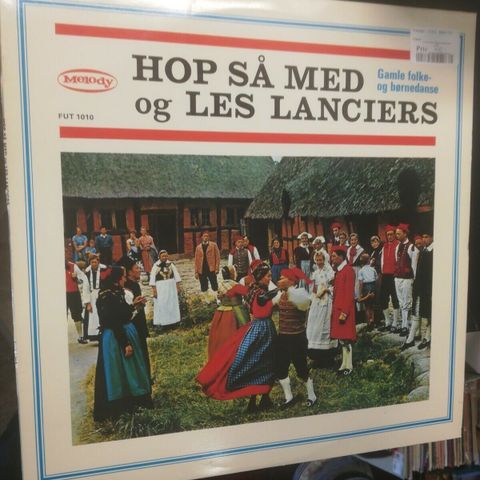 Melody
FUT 1010
HOP SÅ MED
og LES LANCIERS
Gamle folke-
og børnedanse